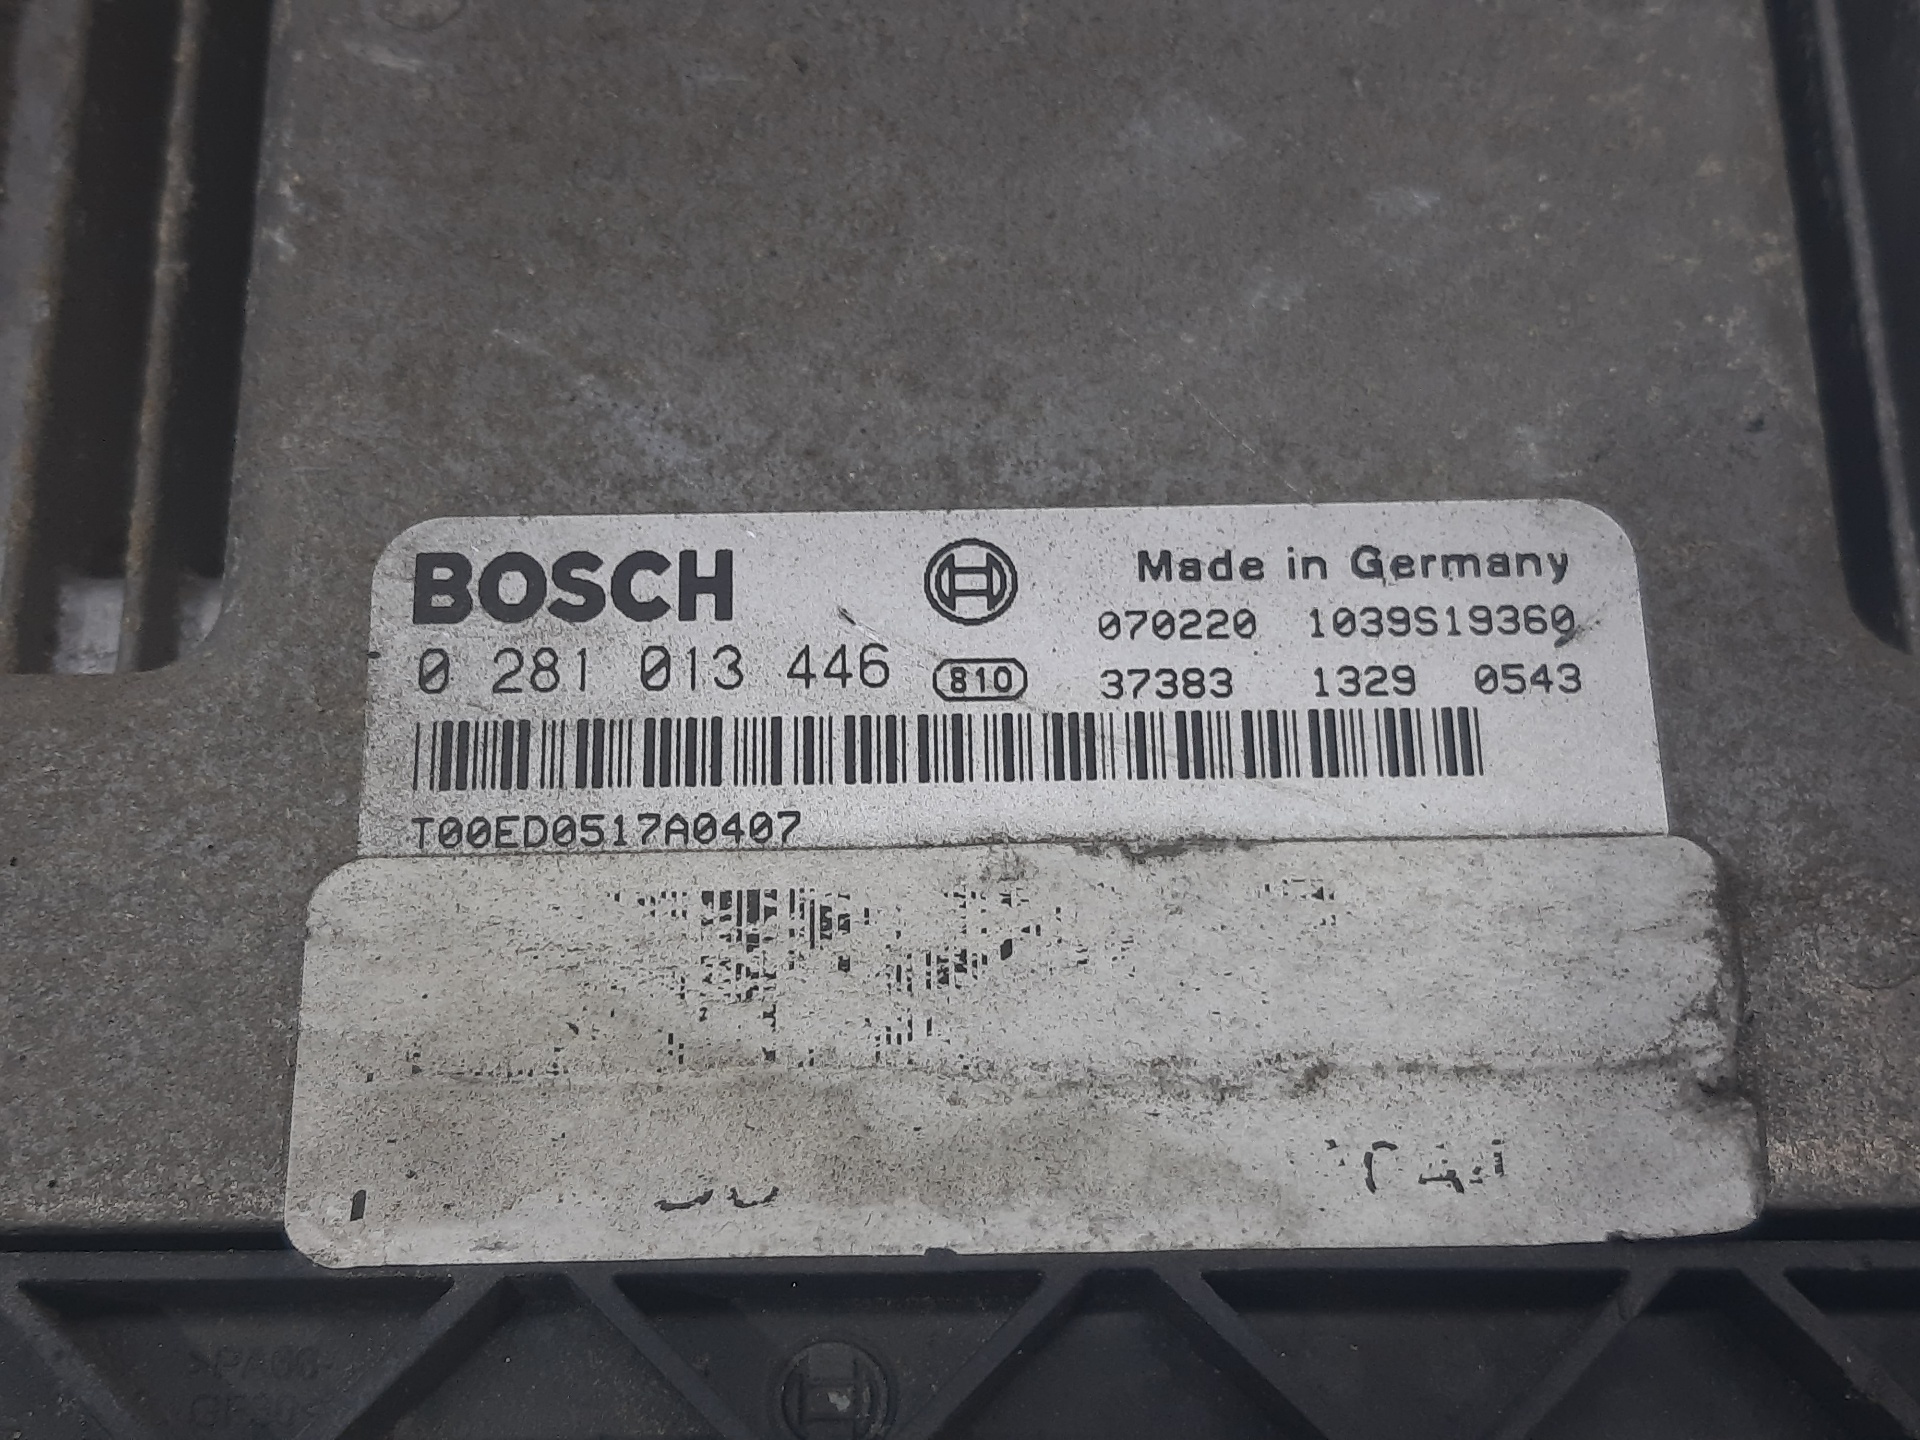 BOSCH
Made in Germany
070220 1039S19360
0 281 013 446 810 37383 1329 0543
T00ED0517A0407